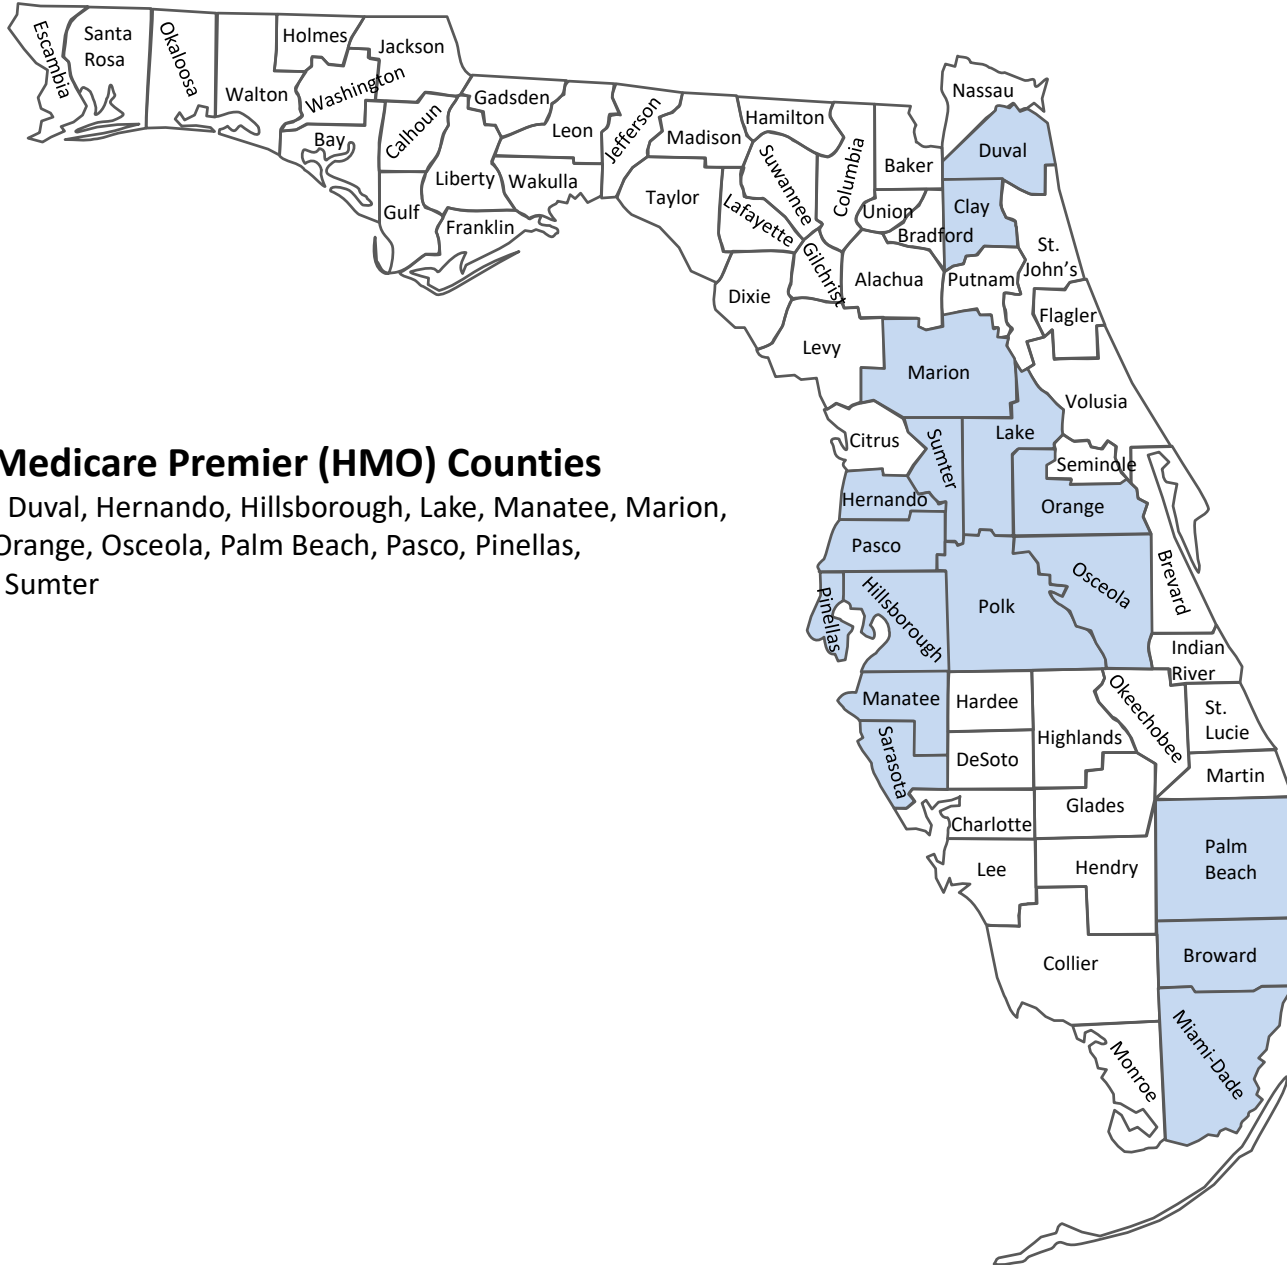 Escambia
Santa
Rosa
Okaloosa
Walton
Holmes
Jackson
Washington
Bay
Calhoun
Gulf
Liberty
Gadsden
Leon
Wakulla
Franklin
Jefferson
Madison
Taylor
Hamilton
Suwannee
Lafayette
Columbia
Baker
Union
Bradford
Gilchrist
Dixie
Alachua
Nassau
Duval
Clay
St.
John's
Putnam
Flagler
Levy
Marion
Volusia
Citrus
Sumter
Lake
Seminole
Hernando
Orange
Pasco
Pinellas
Hillsborough
Polk
Osceola
Brevard
Indian
River
Manatee
Hardee
Highlands
Okeechobee
St.
Lucie
Sarasota
DeSoto
Martin
Charlotte
Glades
Lee
Hendry
Palm
Beach
Collier
Broward
Monroe
Miami-Dade
Medicare Premier (HMO) Counties
Duval, Hernando, Hillsborough, Lake, Manatee, Marion,
Orange, Osceola, Palm Beach, Pasco, Pinellas,
Sumter